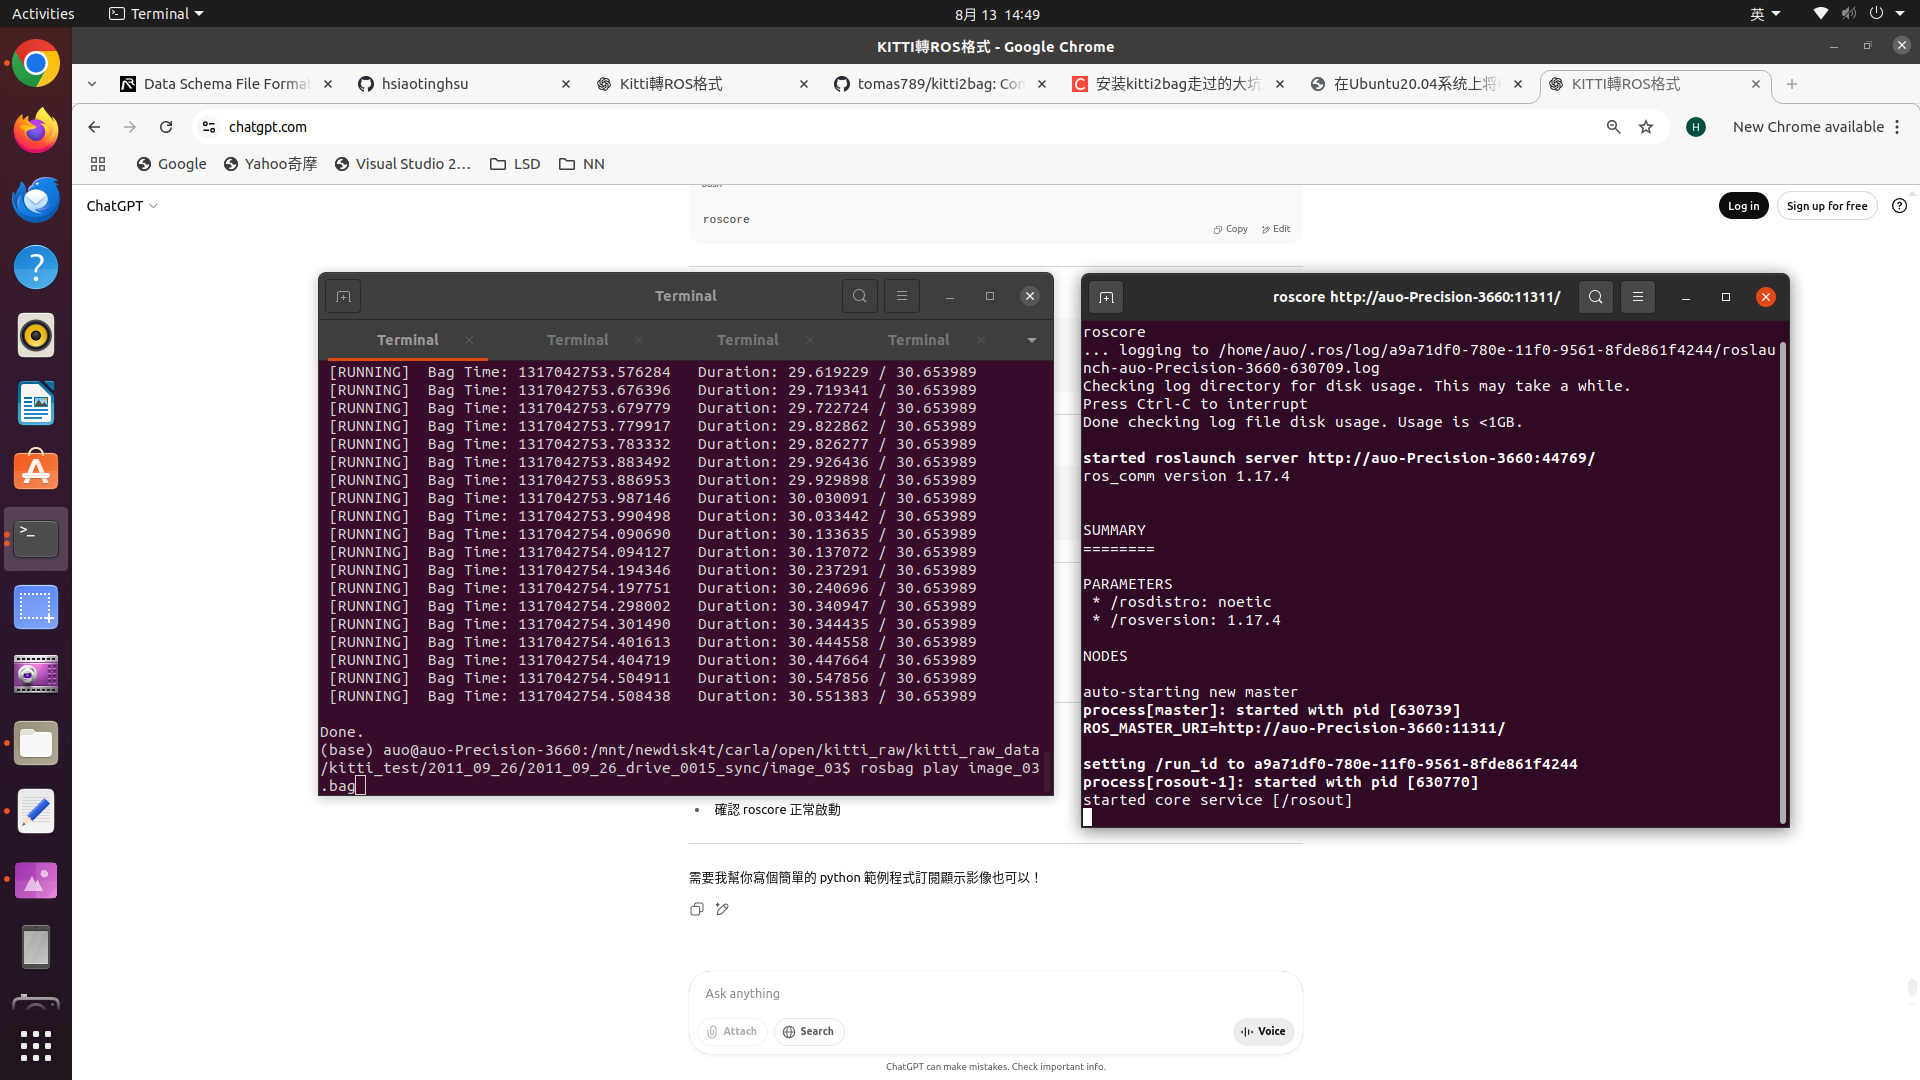 Activities
Terminal
8月 13 14:49
英
KITTI轉ROS格式 - Google Chrome
Data Schema File Format
hsiaotinghsu
Kitti轉ROS格式
tomas789/kitti2bag: Con
安装kitti2bag走过的大坑
在Ubuntu20.04系统上将k
KITTI轉ROS格式
chatgpt.com
H
New Chrome available
Google
Yahoo奇摩
Visual Studio 2...
LSD
NN
ChatGPT
Log in
Sign up for free
Bash
roscore
Copy
Edit
Terminal
Terminal
Terminal
Terminal
Terminal
[RUNNING]  Bag Time: 1317042753.576284   Duration: 29.619229 / 30.653989
[RUNNING]  Bag Time: 1317042753.676396   Duration: 29.719341 / 30.653989
[RUNNING]  Bag Time: 1317042753.679779   Duration: 29.722724 / 30.653989
[RUNNING]  Bag Time: 1317042753.779917   Duration: 29.822862 / 30.653989
[RUNNING]  Bag Time: 1317042753.783332   Duration: 29.826277 / 30.653989
[RUNNING]  Bag Time: 1317042753.883492   Duration: 29.926436 / 30.653989
[RUNNING]  Bag Time: 1317042753.886953   Duration: 29.929898 / 30.653989
[RUNNING]  Bag Time: 1317042753.987146   Duration: 30.030091 / 30.653989
[RUNNING]  Bag Time: 1317042753.990498   Duration: 30.033442 / 30.653989
[RUNNING]  Bag Time: 1317042754.090690   Duration: 30.133635 / 30.653989
[RUNNING]  Bag Time: 1317042754.094127   Duration: 30.137072 / 30.653989
[RUNNING]  Bag Time: 1317042754.194346   Duration: 30.237291 / 30.653989
[RUNNING]  Bag Time: 1317042754.197751   Duration: 30.240696 / 30.653989
[RUNNING]  Bag Time: 1317042754.298002   Duration: 30.340947 / 30.653989
[RUNNING]  Bag Time: 1317042754.301490   Duration: 30.344435 / 30.653989
[RUNNING]  Bag Time: 1317042754.401613   Duration: 30.444558 / 30.653989
[RUNNING]  Bag Time: 1317042754.404719   Duration: 30.447664 / 30.653989
[RUNNING]  Bag Time: 1317042754.504911   Duration: 30.547856 / 30.653989
[RUNNING]  Bag Time: 1317042754.508438   Duration: 30.551383 / 30.653989
Done.
(base) auo@auo-Precision-3660:/mnt/newdisk4t/carla/open/kitti_raw/kitti_raw_data
/kitti_test/2011_09_26/2011_09_26_drive_0015_sync/image_03$ rosbag play image_03
.bag
roscore http://auo-Precision-3660:11311/
roscore
... logging to /home/auo/.ros/log/a9a71df0-780e-11f0-9561-8fde861f4244/roslau
nch-auo-Precision-3660-630709.log
Checking log directory for disk usage. This may take a while.
Press Ctrl-C to interrupt
Done checking log file disk usage. Usage is <1GB.
started roslaunch server http://auo-Precision-3660:44769/
ros_comm version 1.17.4
SUMMARY
========
PARAMETERS
* /rosdistro: noetic
* /rosversion: 1.17.4
NODES
auto-starting new master
process[master]: started with pid [630739]
ROS_MASTER_URI=http://auo-Precision-3660:11311/
setting /run_id to a9a71df0-780e-11f0-9561-8fde861f4244
process[rosout-1]: started with pid [630770]
started core service [/rosout]
• 確認 roscore 正常啟動
需要我幫你寫個簡單的 python 範例程式訂閱顯示影像也可以！
Ask anything
Attach
Search
Voice
ChatGPT can make mistakes. Check important info.